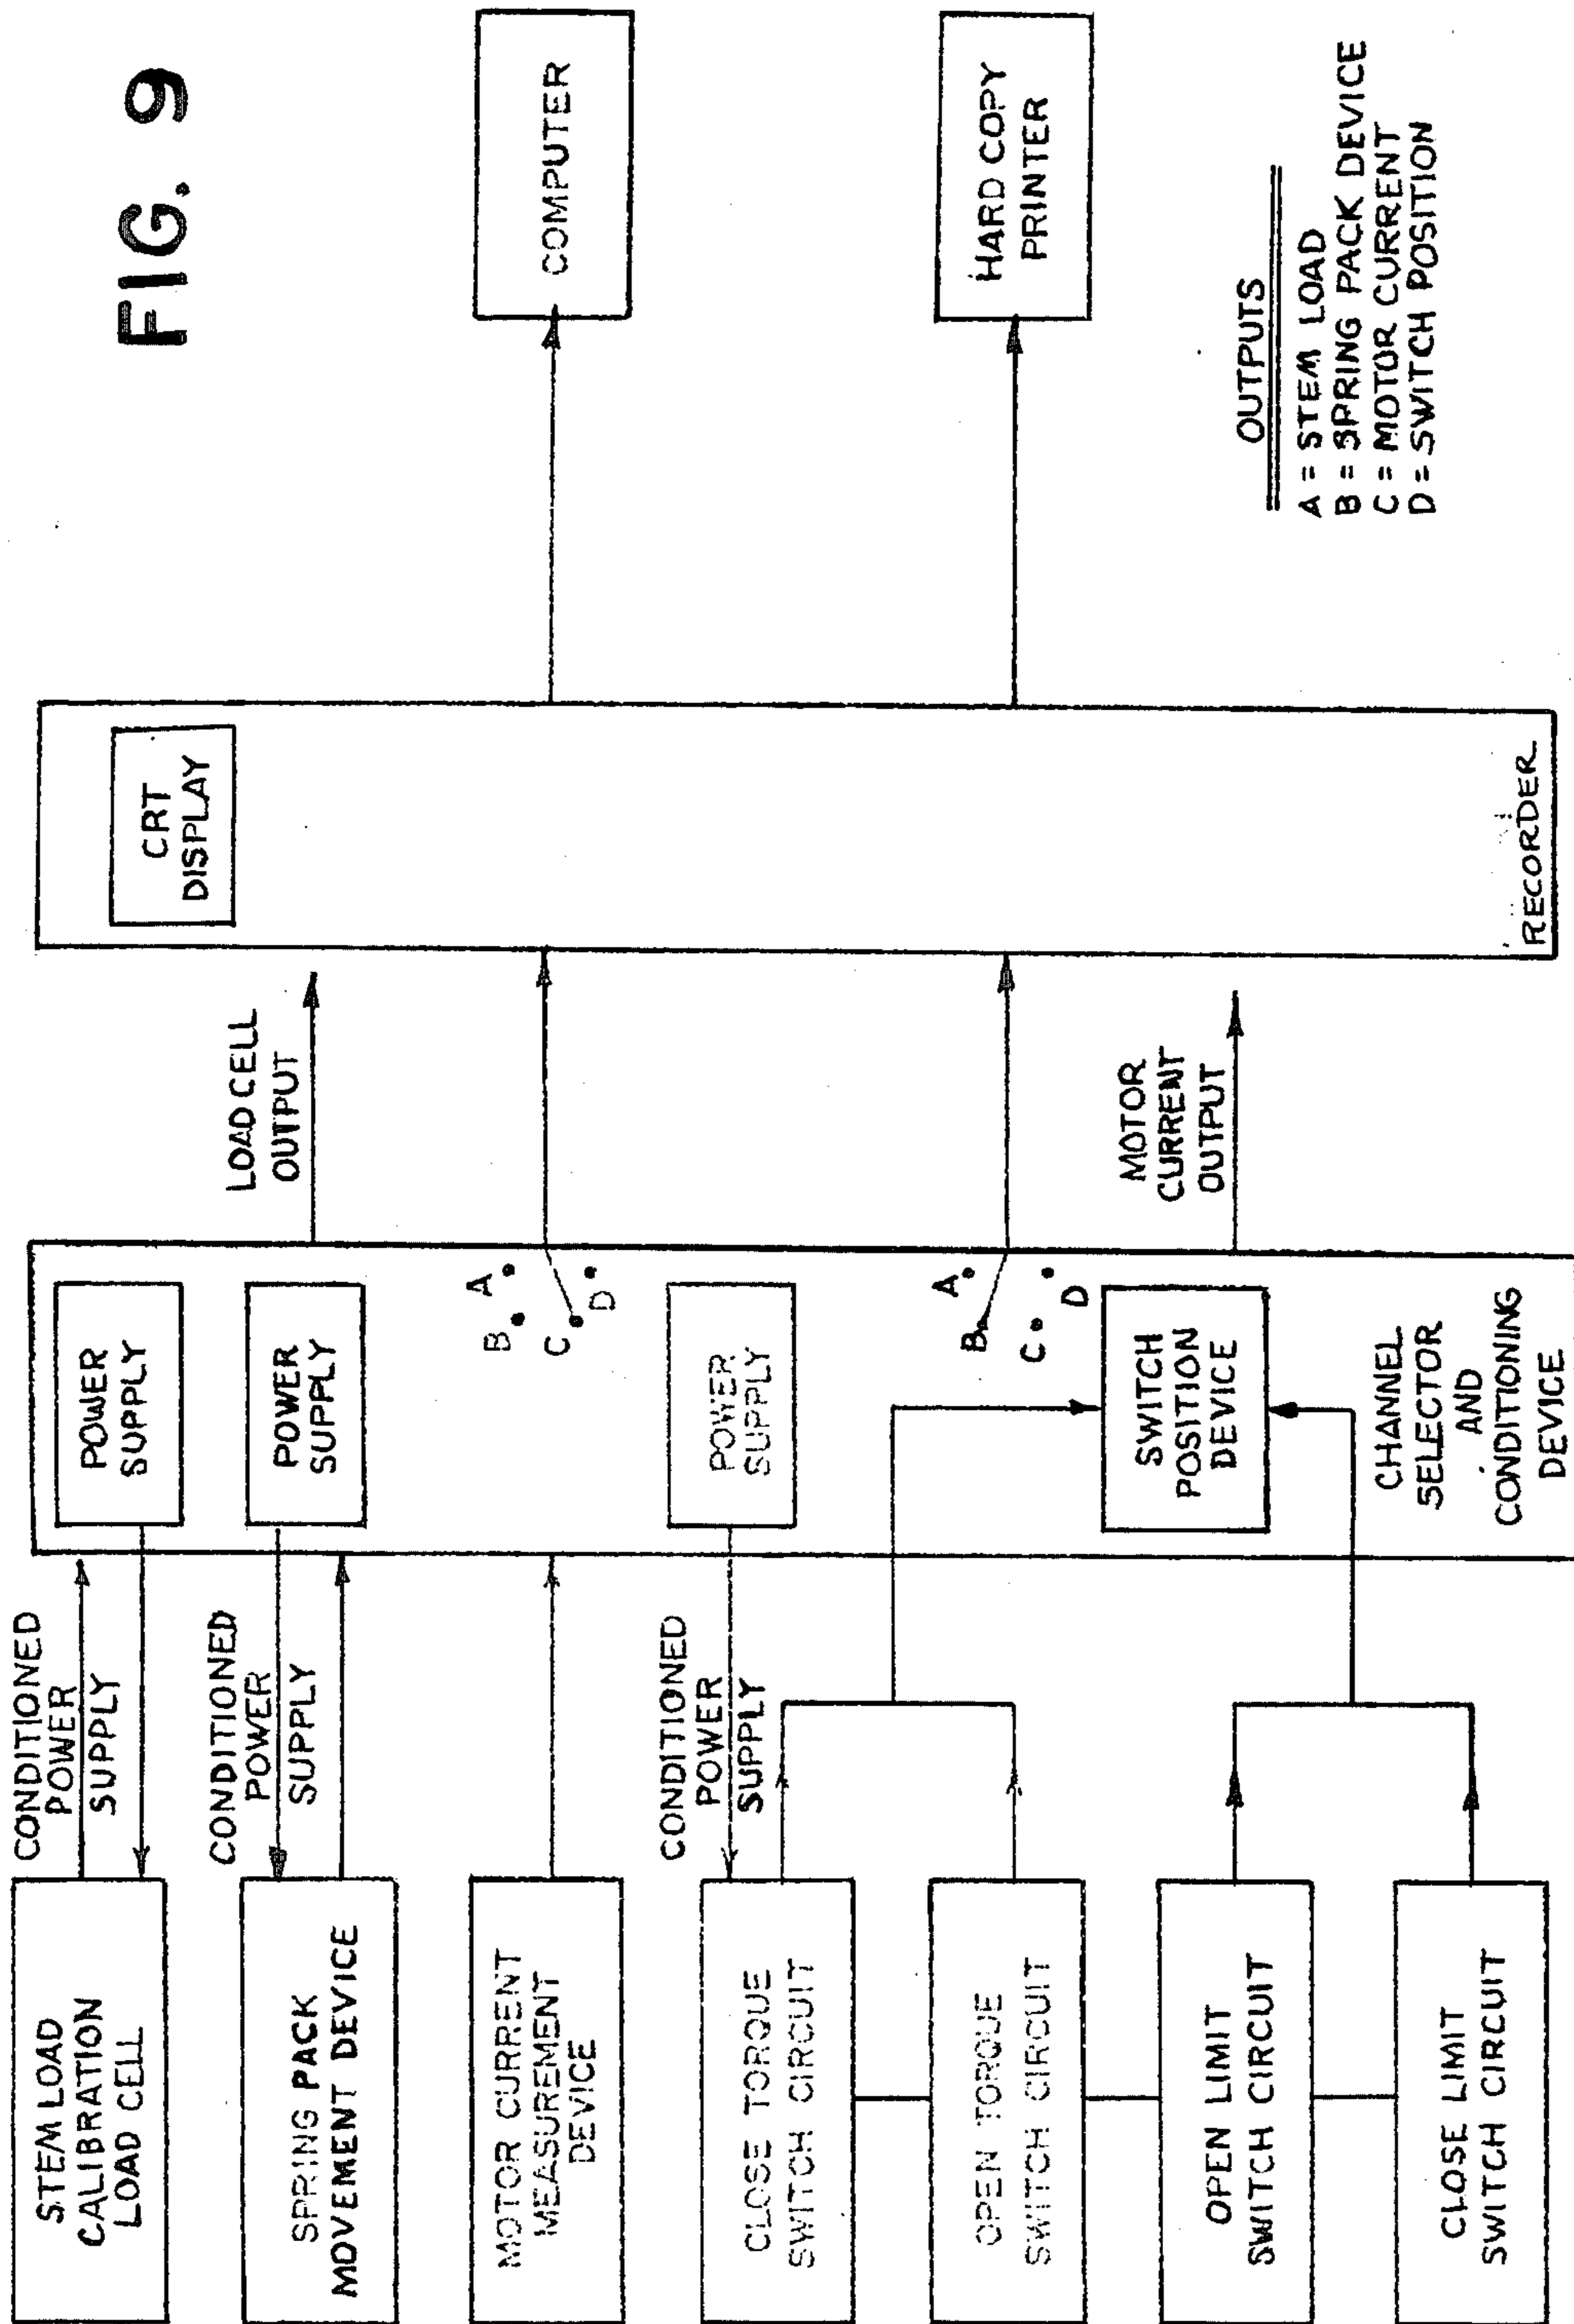 FIG. 9
STEM LOAD
CALIBRATION
LOAD CELL
SPRING PACK
MOVEMENT DEVICE
MOTOR CURRENT
MEASUREMENT
DEVICE
CLOSE TORQUE
SWITCH CIRCUIT
OPEN TORQUE
SWITCH CIRCUIT
OPEN LIMIT
SWITCH CIRCUIT
CLOSE LIMIT
SWITCH CIRCUIT
CONDITIONED
POWER
SUPPLY
CONDITIONED
POWER
SUPPLY
CONDITIONED
POWER
SUPPLY
POWER
SUPPLY
POWER
SUPPLY
A
B
C
D
POWER
SUPPLY
A
B
C
D
SWITCH
POSITION
DEVICE
CHANNEL
SELECTOR
AND
CONDITIONING
DEVICE
LOAD CELL
OUTPUT
MOTOR
CURRENT
OUTPUT
CRT
DISPLAY
RECORDER
COMPUTER
HARD COPY
PRINTER
OUTPUTS
A = STEM LOAD
B = SPRING PACK DEVICE
C = MOTOR CURRENT
D = SWITCH POSITION